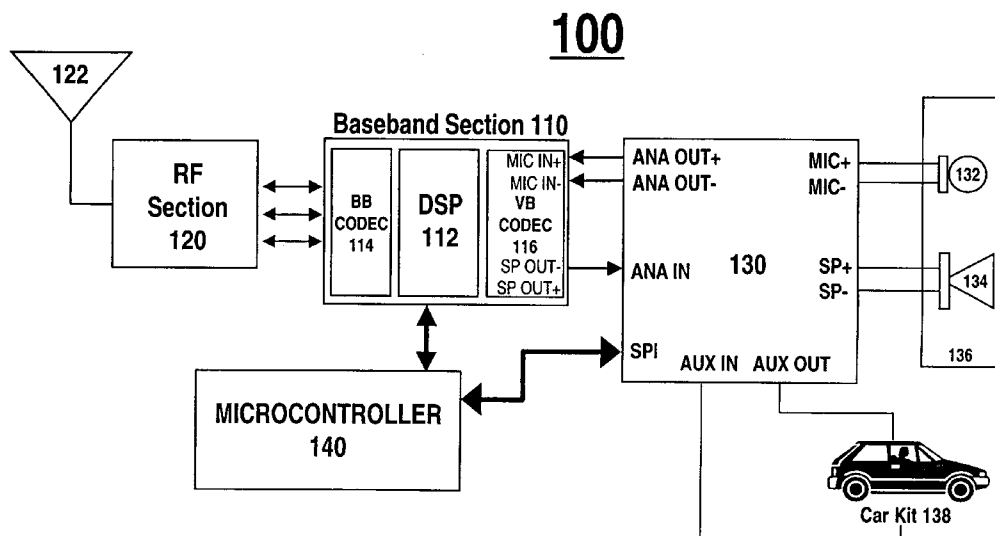 100
122
Baseband Section 110
RF
Section
120
BB
CODEC
114
DSP
112
MIC IN+
MIC IN-
VB
CODEC
116
SP OUT-
SP OUT+
ANA OUT+
ANA OUT-
ANA IN
SPI
130
MIC+
MIC-
SP+
SP-
AUX IN
AUX OUT
132
134
136
MICROCONTROLLER
140
Car Kit 138